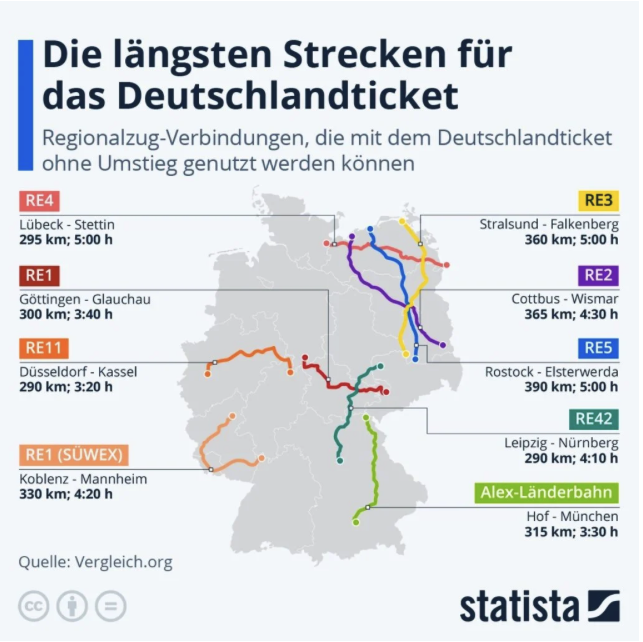 Die längsten Strecken für
das Deutschlandticket
Regionalzug-Verbindungen, die mit dem Deutschlandticket
ohne Umstieg genutzt werden können
RE4
Lübeck - Stettin
295 km; 5:00 h
RE1
Göttingen - Glauchau
300 km; 3:40 h
RE11
Düsseldorf - Kassel
290 km; 3:20 h
RE1 (SÜWEX)
Koblenz - Mannheim
330 km; 4:20 h
RE3
Stralsund - Falkenberg
360 km; 5:00 h
RE2
Cottbus - Wismar
365 km; 4:30 h
RE5
Rostock - Elsterwerda
390 km; 5:00 h
RE42
Leipzig - Nürnberg
290 km; 4:10 h
Alex-Länderbahn
Hof - München
315 km; 3:30 h
Quelle: Vergleich.org
cc
statista